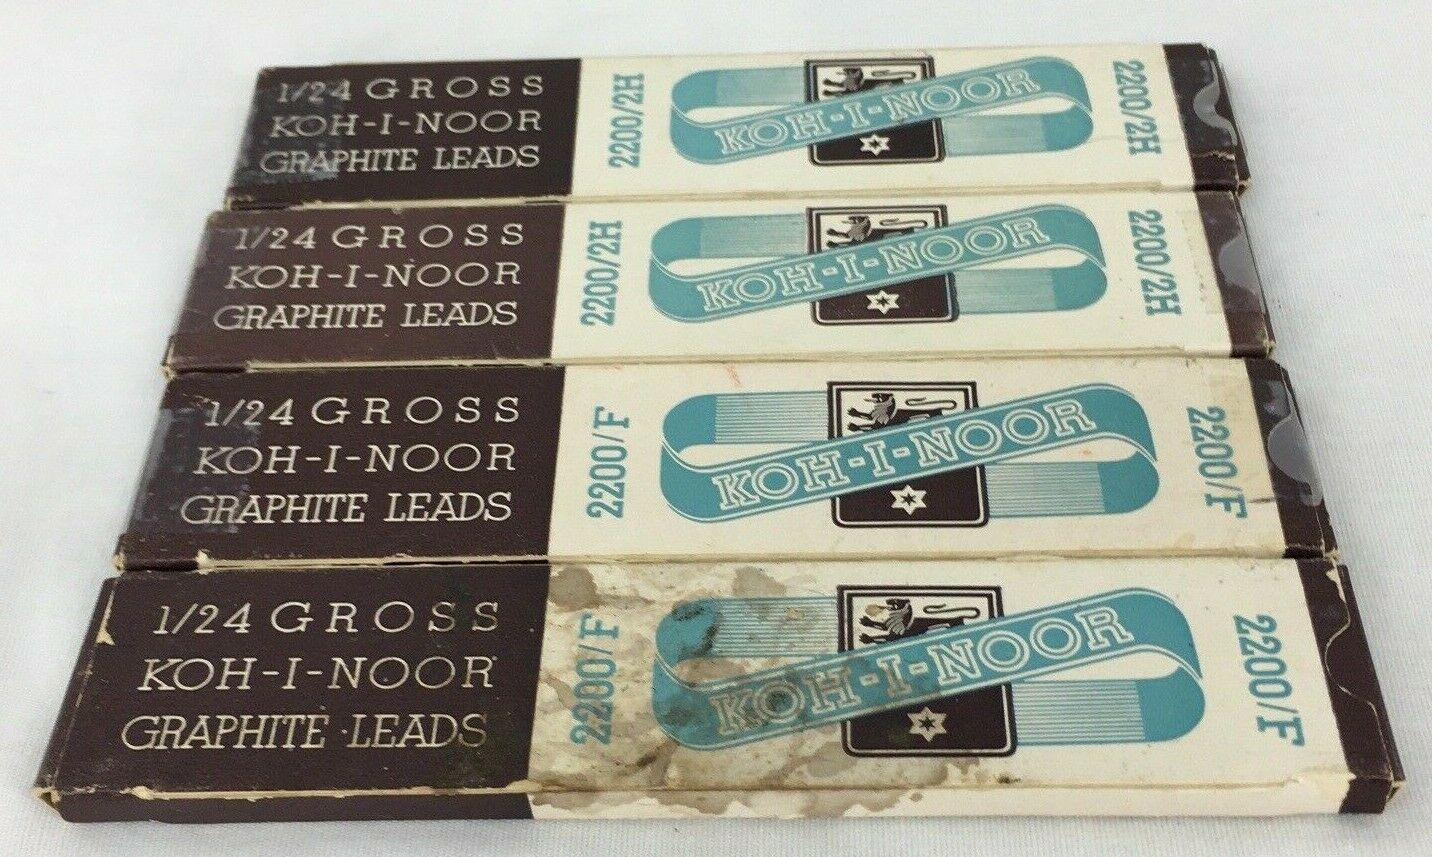 1/24 GROSS
KOH-I-NOOR
GRAPHITE LEADS
2200/2H
KOH-I-NOOR
2200/2H
1/24 GROSS
KOH-I-NOOR
GRAPHITE LEADS
2200/2H
KOH-I-NOOR
2200/2H
1/24 GROSS
KOH-I-NOOR
GRAPHITE LEADS
2200/F
KOH-I-NOOR
2200/F
1/24 GROSS
KOH-I-NOOR
GRAPHITE LEADS
2200/F
KOH-I-NOOR
2200/F